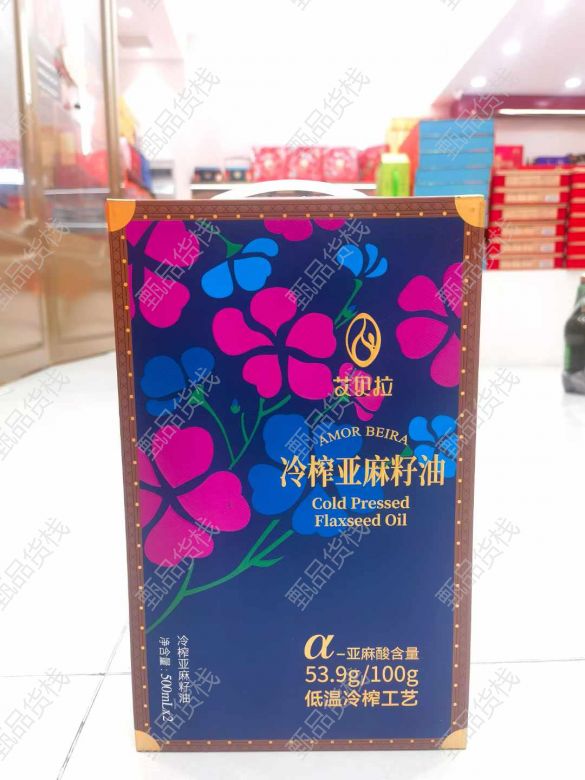 艾贝拉
AMOR BEIRA
冷榨亚麻籽油
Cold Pressed
Flaxseed Oil
α-亚麻酸含量
53.9g/100g
低温冷榨工艺
冷榨亚麻籽油
净含量:500mLx2
甄品货栈